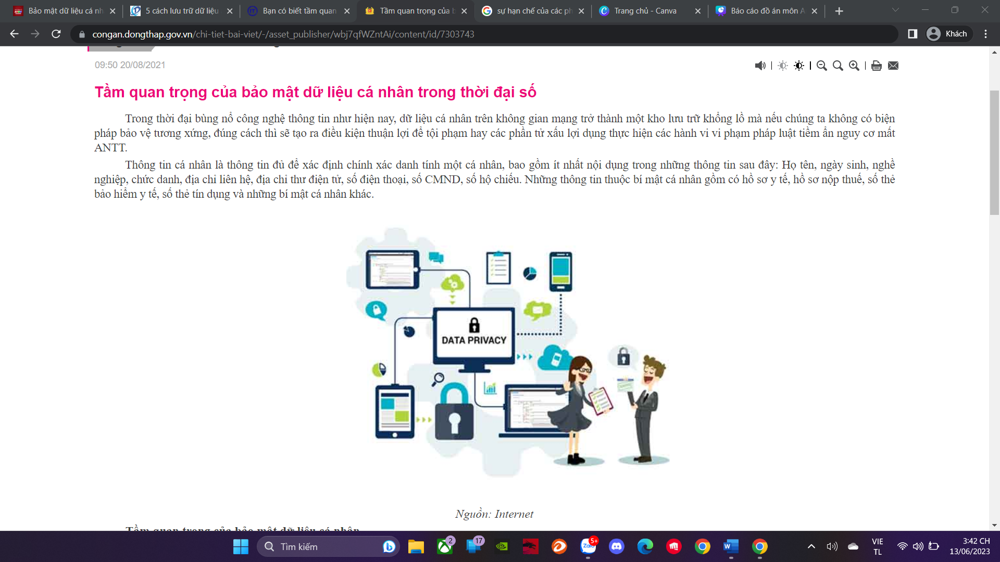 Bảo mật dữ liệu cá nh
5 cách lưu trữ dữ liệu
Bạn có biết tầm quan
Tầm quan trọng của b
sự hạn chế của các ph
Trang chủ - Canva
Báo cáo đồ án môn A
congan.dongthap.gov.vn/chi-tiet-bai-viet/-/asset_publisher/wbj7qfWZntAi/content/id/7303743
Khách
09:50 20/08/2021
Tầm quan trọng của bảo mật dữ liệu cá nhân trong thời đại số
Trong thời đại bùng nổ công nghệ thông tin như hiện nay, dữ liệu cá nhân trên không gian mạng trở thành một kho lưu trữ khổng lồ mà nếu chúng ta không có biện
pháp bảo vệ tương xứng, đúng cách thì sẽ tạo ra điều kiện thuận lợi để tội phạm hay các phần tử xấu lợi dụng thực hiện các hành vi vi phạm pháp luật tiềm ẩn nguy cơ mất
ANTT.
Thông tin cá nhân là thông tin đủ để xác định chính xác danh tính một cá nhân, bao gồm ít nhất nội dụng trong những thông tin sau đây: Họ tên, ngày sinh, nghề
nghiệp, chức danh, địa chỉ liên hệ, địa chỉ thư điện tử, số điện thoại, số CMND, số hộ chiếu. Những thông tin thuộc bí mật cá nhân gồm có hồ sơ y tế, hồ sơ nộp thuế, số thẻ
bảo hiểm y tế, số thẻ tín dụng và những bí mật cá nhân khác.
DATA PRIVACY
Nguồn: Internet
Tầm quan trọng của bảo mật dữ liệu cá nhân
Tìm kiếm
2
17
Zalo
5+
VIE
TL
3:42 CH
13/06/2023